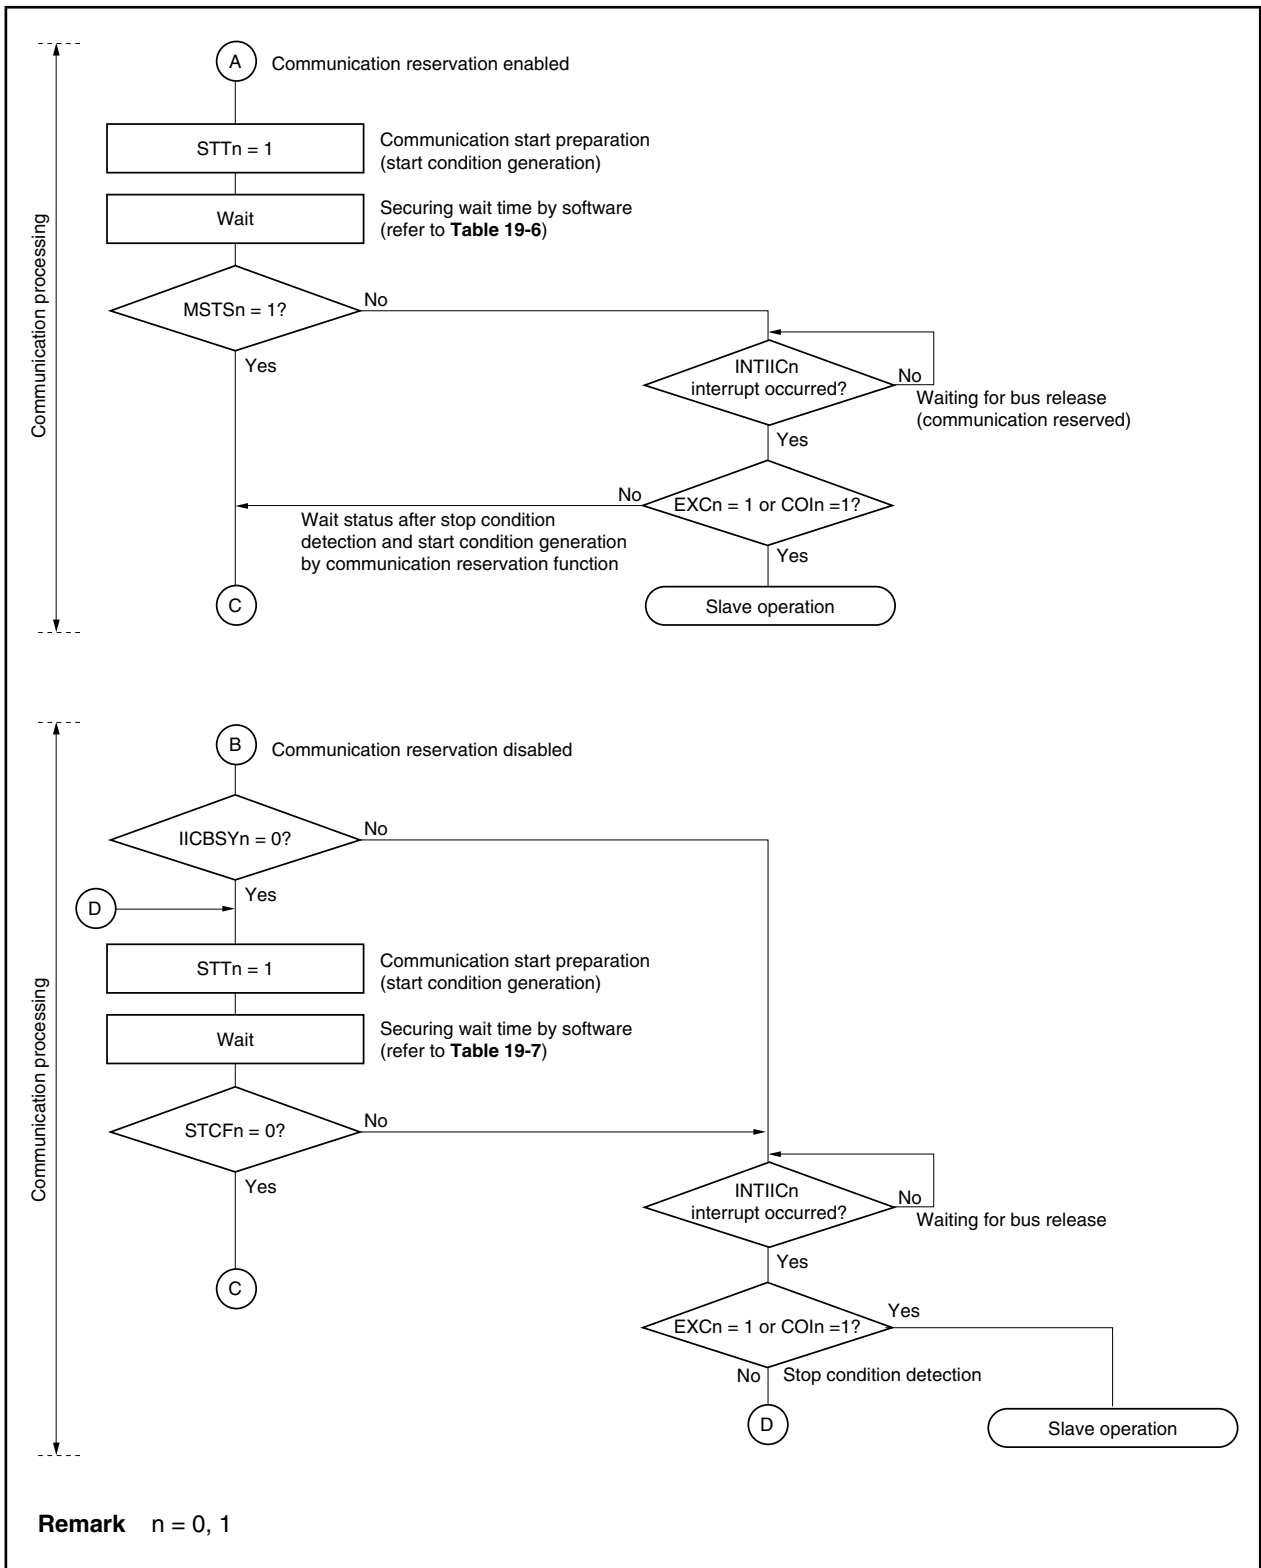 A
Communication reservation enabled
STTn = 1
Communication start preparation
(start condition generation)
Wait
Securing wait time by software
(refer to Table 19-6)
Communication processing
MSTSn = 1?
No
Yes
INTIICn
interrupt occurred?
No
Waiting for bus release
(communication reserved)
Yes
EXCn = 1 or COIn =1?
No
Wait status after stop condition
detection and start condition generation
by communication reservation function
Yes
C
Slave operation
B
Communication reservation disabled
IICBSYn = 0?
No
Yes
D
STTn = 1
Communication start preparation
(start condition generation)
Wait
Securing wait time by software
(refer to Table 19-7)
Communication processing
STCFn = 0?
No
Yes
INTIICn
interrupt occurred?
No
Waiting for bus release
Yes
C
EXCn = 1 or COIn =1?
Yes
No
Stop condition detection
D
Slave operation
Remark n = 0, 1